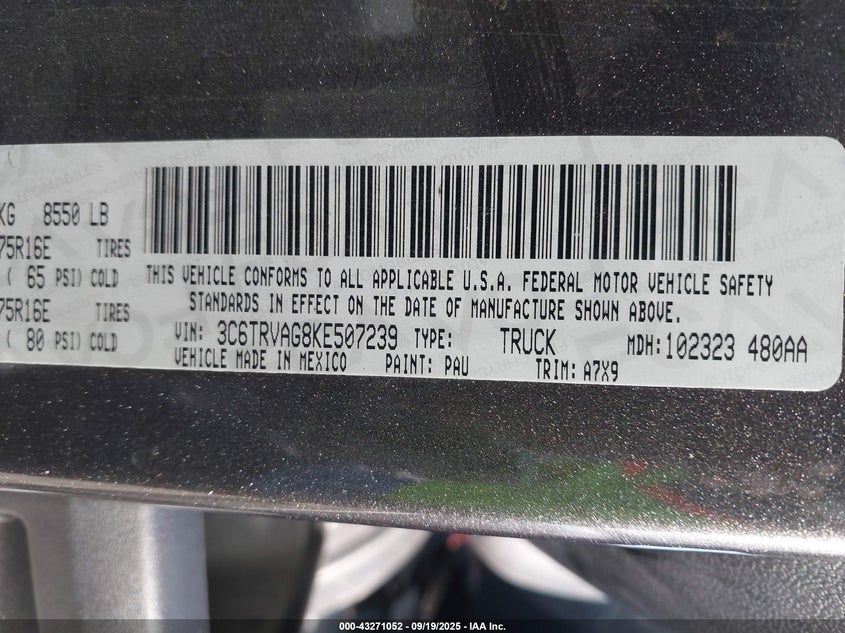 (
KG 8550 LB
75R16E TIRES
( 65 PSI) COLD
75R16E TIRES
( 80 PSI) COLD
THIS VEHICLE CONFORMS TO ALL APPLICABLE U.S.A. FEDERAL MOTOR VEHICLE SAFETY
STANDARDS IN EFFECT ON THE DATE OF MANUFACTURE SHOWN ABOVE.
VIN: 3C6TRVAG8KE507239 TYPE: TRUCK MDH: 102323 480AA
VEHICLE MADE IN MEXICO PAINT: PAU TRIM: A7X9
000-43271052 - 09/19/2025 - IAA Inc.